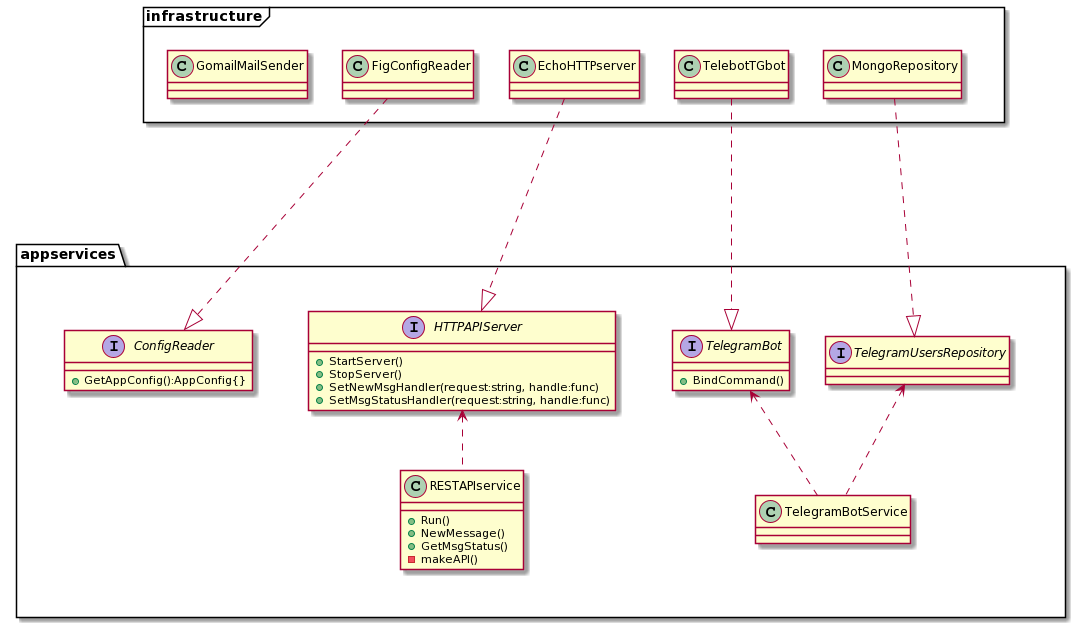 infrastructure
C GomailMailSender
C FigConfigReader
C EchoHTTPserver
C TelebotTGbot
C MongoRepository
appservices
I ConfigReader
GetAppConfig():AppConfig{}
I HTTPAPIServer
StartServer()
StopServer()
SetNewMsgHandler(request:string, handle:func)
SetMsgStatusHandler(request:string, handle:func)
I TelegramBot
BindCommand()
I TelegramUsersRepository
C RESTAPIservice
Run()
NewMessage()
GetMsgStatus()
makeAPI()
C TelegramBotService